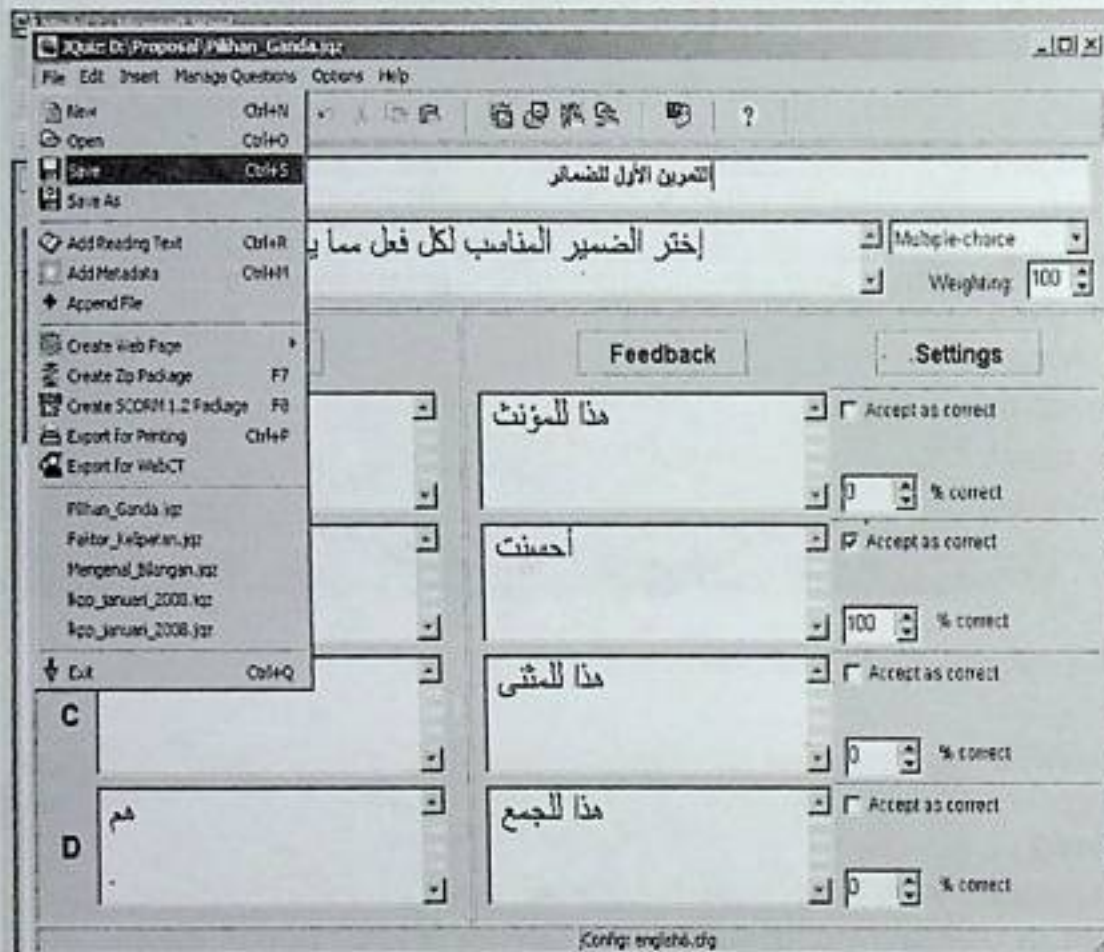 JQuiz: D:\Proposal\Pilihan_Ganda.jqz
File Edit Insert Manage Questions Options Help
New Ctrl+N
Open Ctrl+O
Save Ctrl+S
Save As
التمرين الأول للضمائر
Add Reading Text Ctrl+R
Add Metadata Ctrl+M
Append File
إختر الضمير المناسب لكل فعل مما
Multiple-choice
Weighting: 100
Create Web Page
Create Zip Package F7
Create SCORM 1.2 Package F8
Export for Printing Ctrl+P
Export for WebCT
Feedback
Settings
Pilihan_Ganda.jqz
Faktor_Kelipatan.jqz
Mengenal_Bilangan.jqz
januari_2008.jqz
januari_2008.jqz
Exit Ctrl+Q
هذا للمؤنث
Accept as correct
0 % correct
أحسنت
Accept as correct
100 % correct
C
هذا للمثنى
Accept as correct
0 % correct
D
هم
هذا للجمع
Accept as correct
0 % correct
Config: english6.cfg